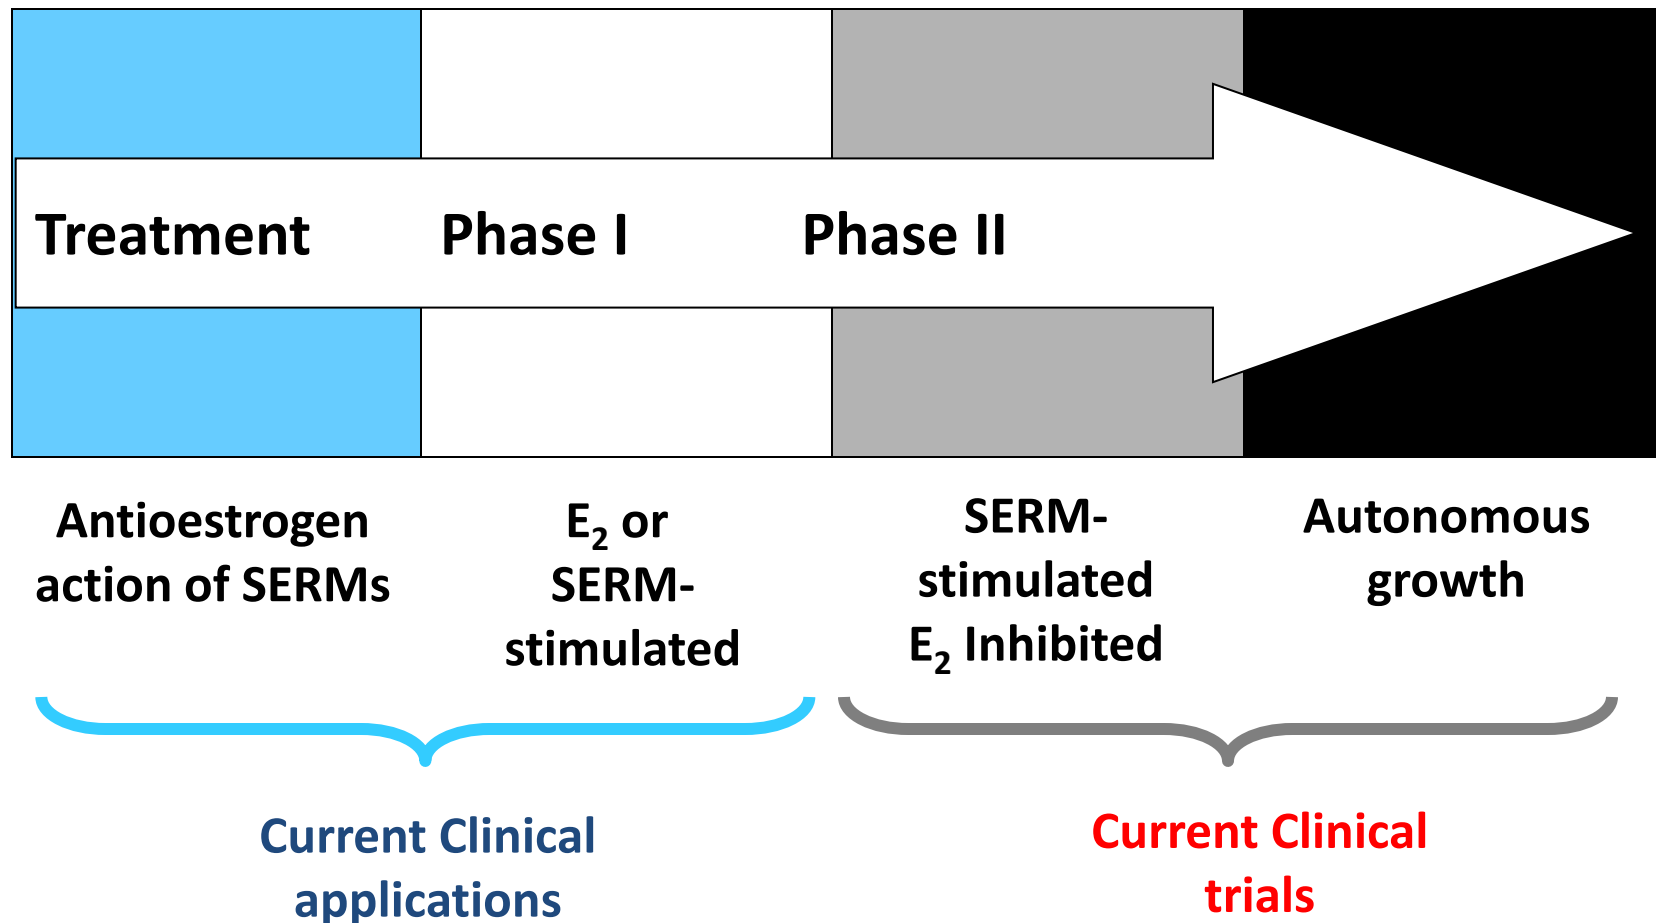 Treatment
Phase I
Phase II
Antioestrogen
action of SERMs
E₂ or
SERM-
stimulated
SERM-
stimulated
E₂ Inhibited
Autonomous
growth
Current Clinical
applications
Current Clinical
trials